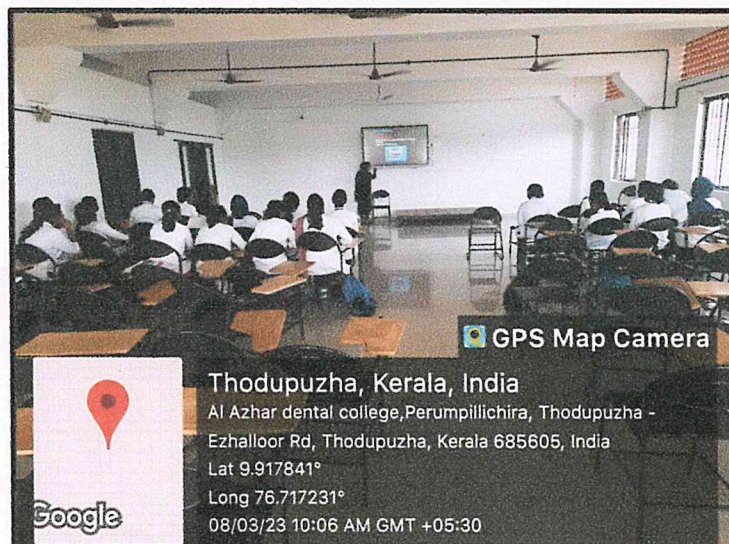 GPS Map Camera
Thodupuzha, Kerala, India
Al Azhar dental college,Perumpillichira, Thodupuzha -
Ezhalloor Rd, Thodupuzha, Kerala 685605, India
Lat 9.917841°
Long 76.717231°
08/03/23 10:06 AM GMT +05:30
Google